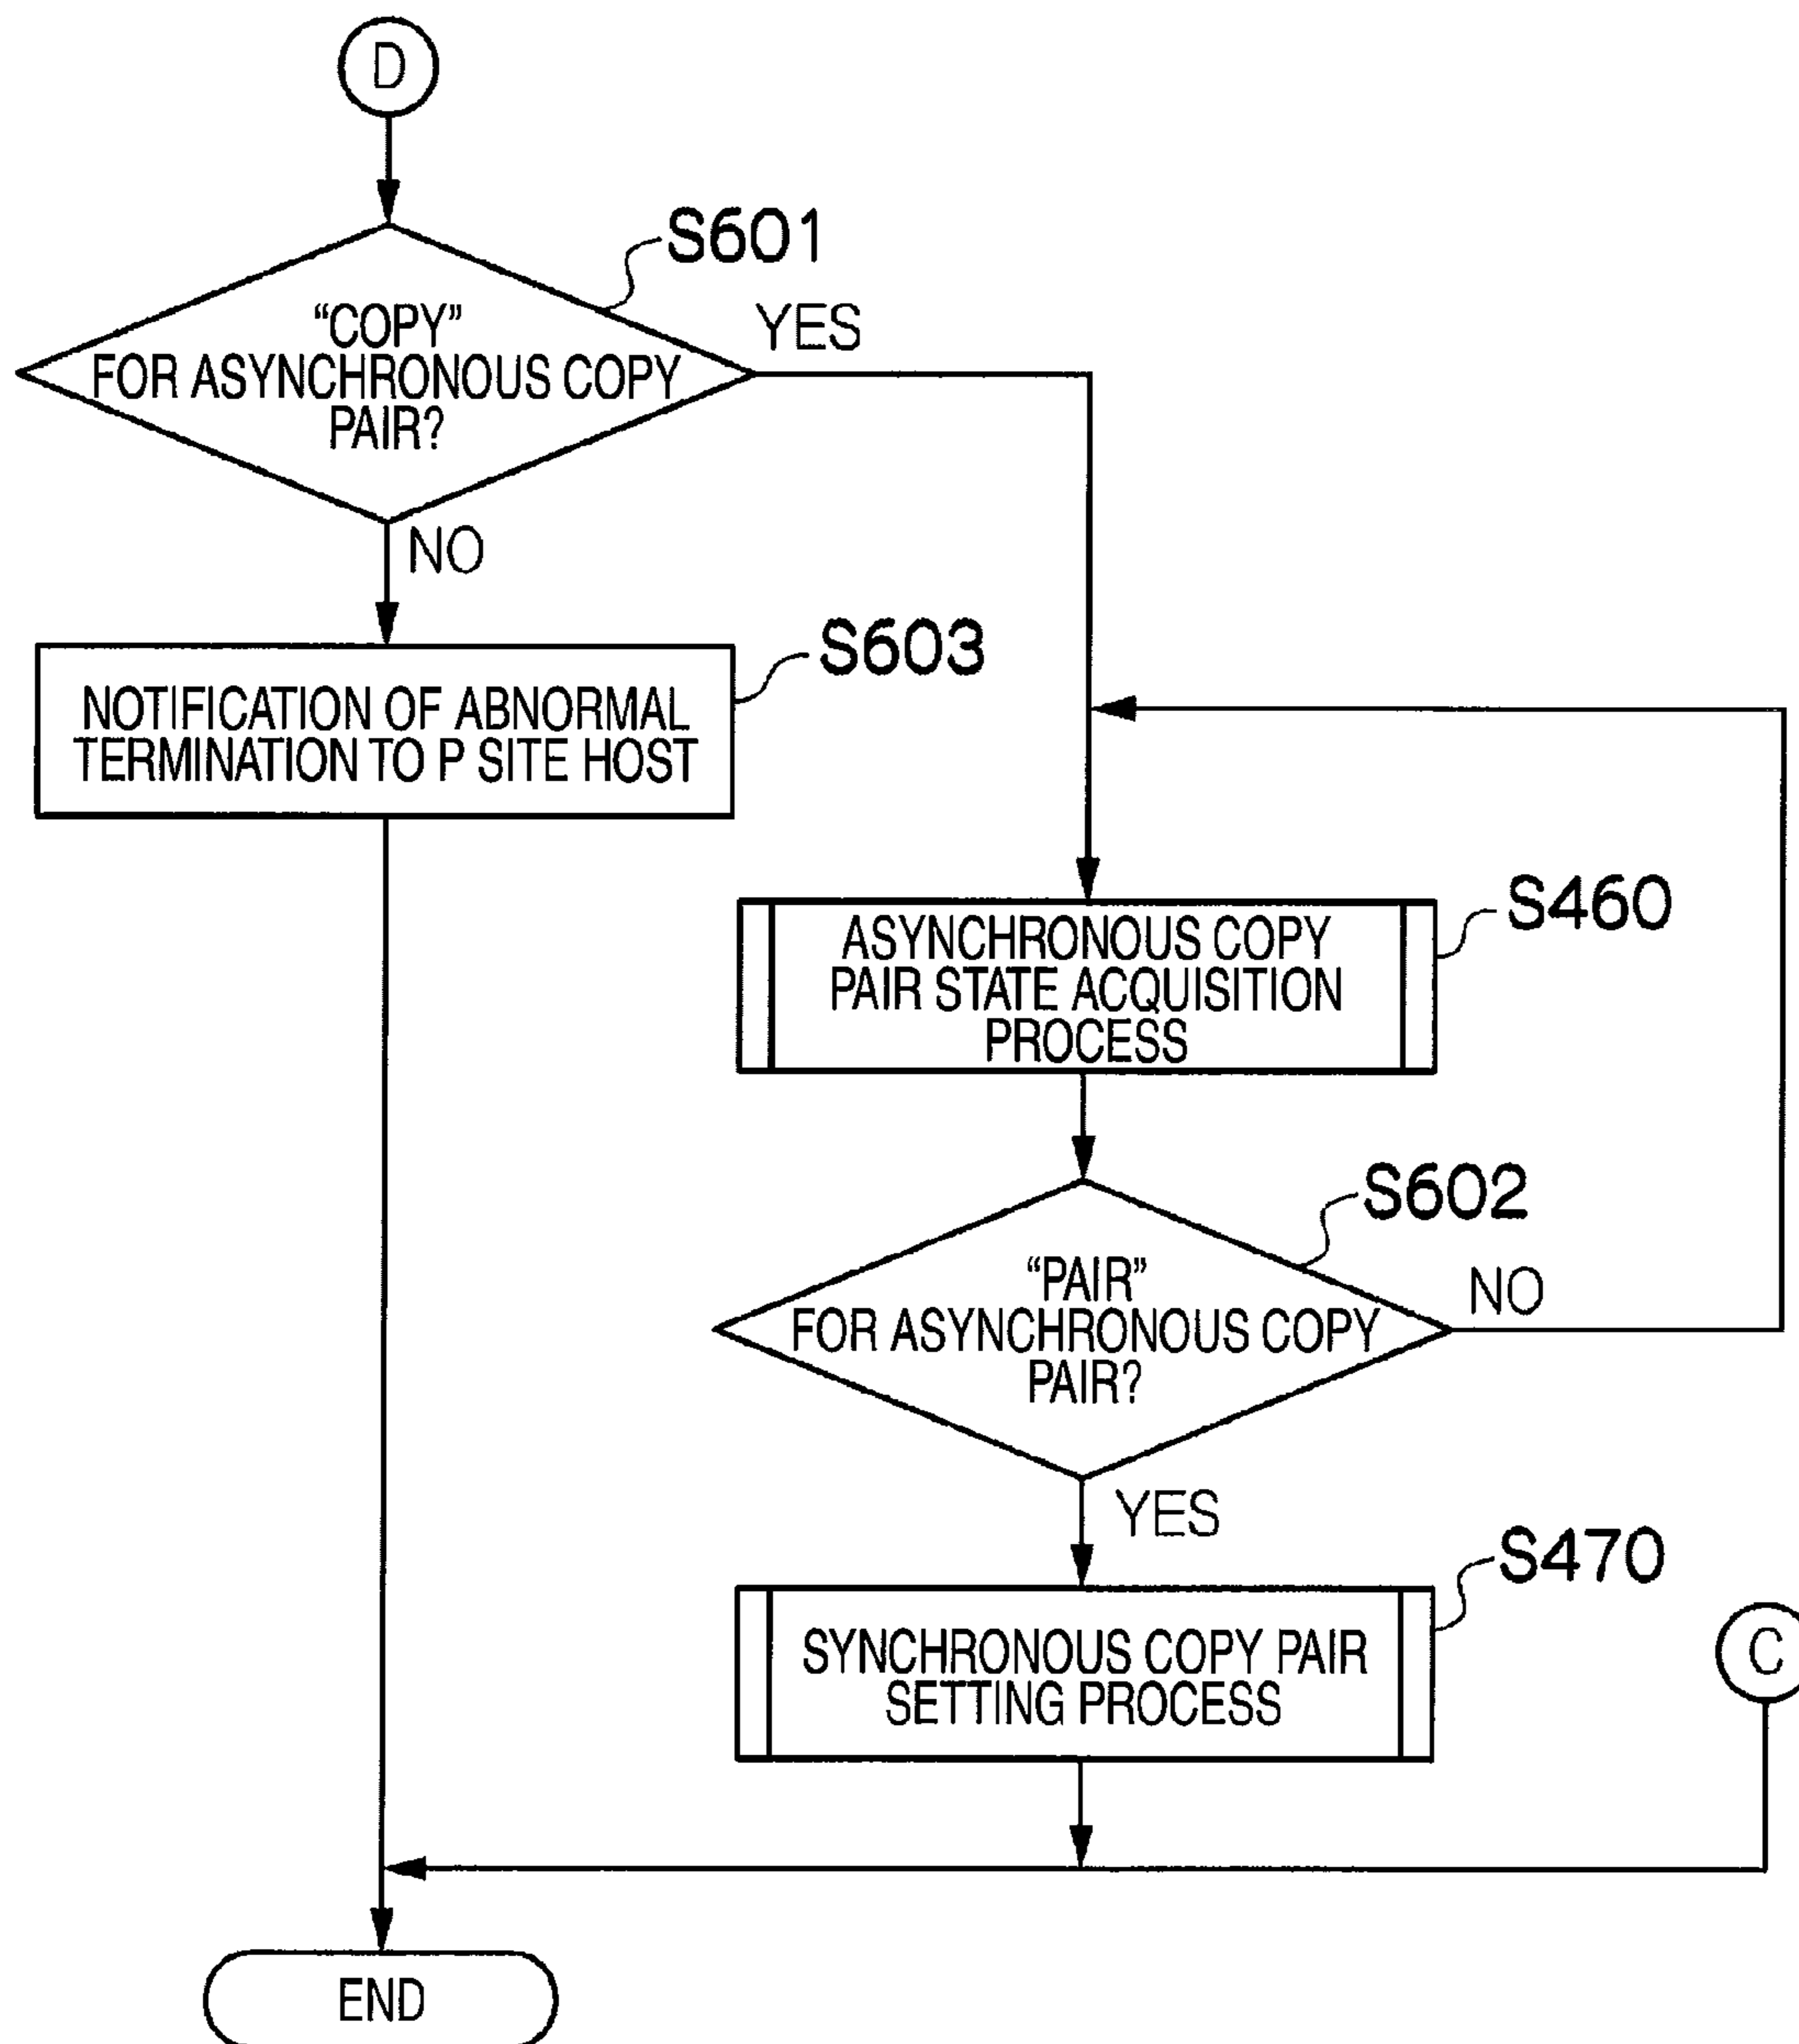 D
S601
“COPY”
FOR ASYNCHRONOUS COPY
PAIR?
YES
NO
S603
NOTIFICATION OF ABNORMAL
TERMINATION TO P SITE HOST
S460
ASYNCHRONOUS COPY
PAIR STATE ACQUISITION
PROCESS
S602
“PAIR”
FOR ASYNCHRONOUS COPY
PAIR?
NO
YES
S470
SYNCHRONOUS COPY PAIR
SETTING PROCESS
C
END